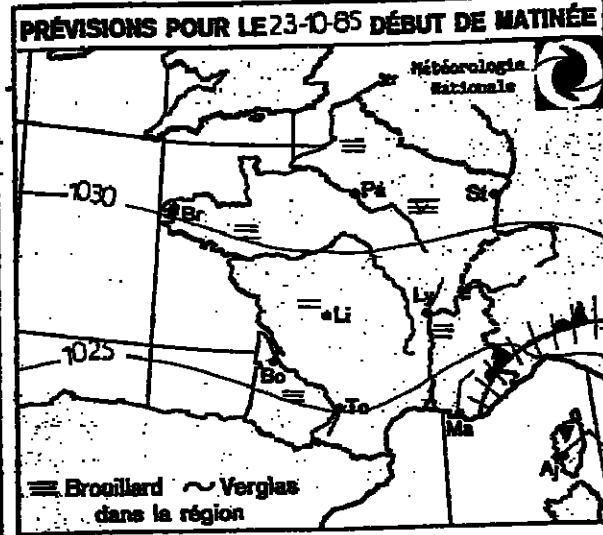 PRÉVISIONS POUR LE 23-10-85 DÉBUT DE MATINÉE
Météorologie
Nationale
1030
Br
Pa
St
Li
Ly
1025
Bo
To
Ma
Aj
Brouillard Verglas
dans la région